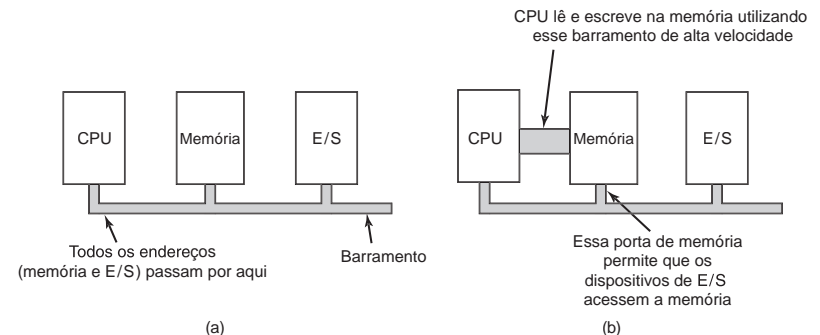 CPU lê e escreve na memória utilizando
esse barramento de alta velocidade
CPU
Memória
E/S
CPU
Memória
E/S
Todos os endereços
(memória e E/S) passam por aqui
Barramento
Essa porta de memória
permite que os
dispositivos de E/S
acessem a memória
(a)
(b)